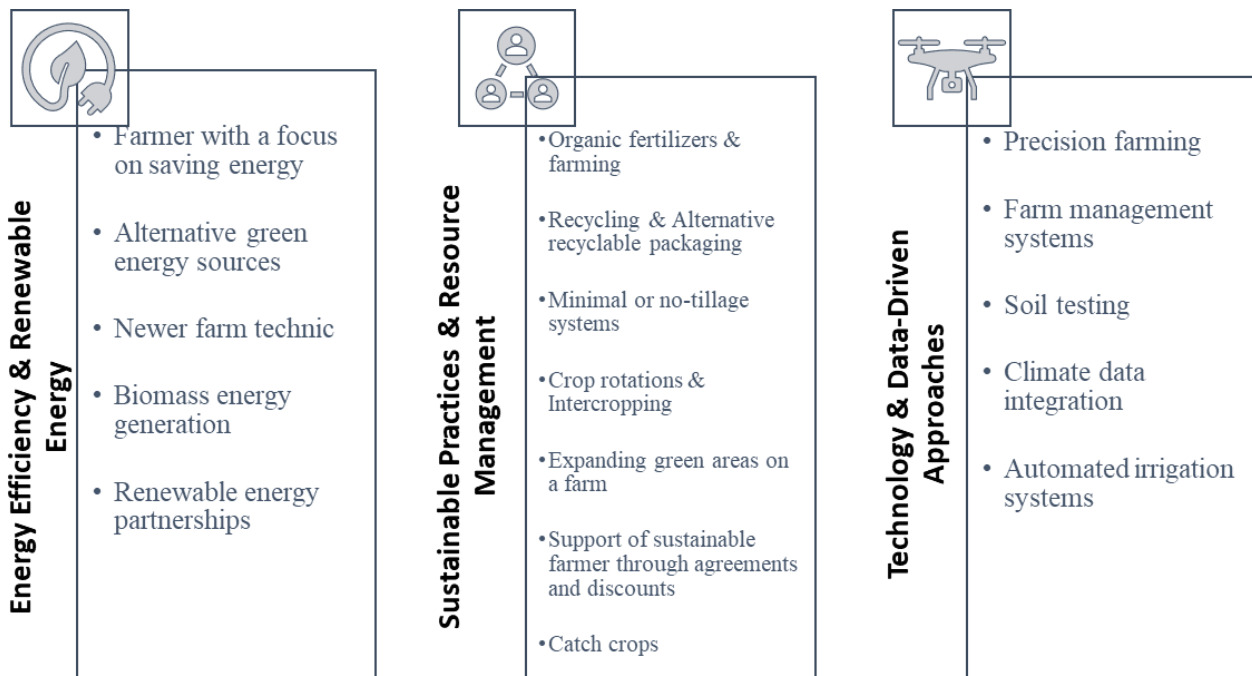 Energy Efficiency & Renewable
Energy
• Farmer with a focus
on saving energy
• Alternative green
energy sources
• Newer farm technic
• Biomass energy
generation
• Renewable energy
partnerships
Sustainable Practices & Resource
Management
• Organic fertilizers &
farming
• Recycling & Alternative
recyclable packaging
• Minimal or no-tillage
systems
• Crop rotations &
Intercropping
• Expanding green areas on
a farm
• Support of sustainable
farmer through agreements
and discounts
• Catch crops
Technology & Data-Driven
Approaches
• Precision farming
• Farm management
systems
• Soil testing
• Climate data
integration
• Automated irrigation
systems